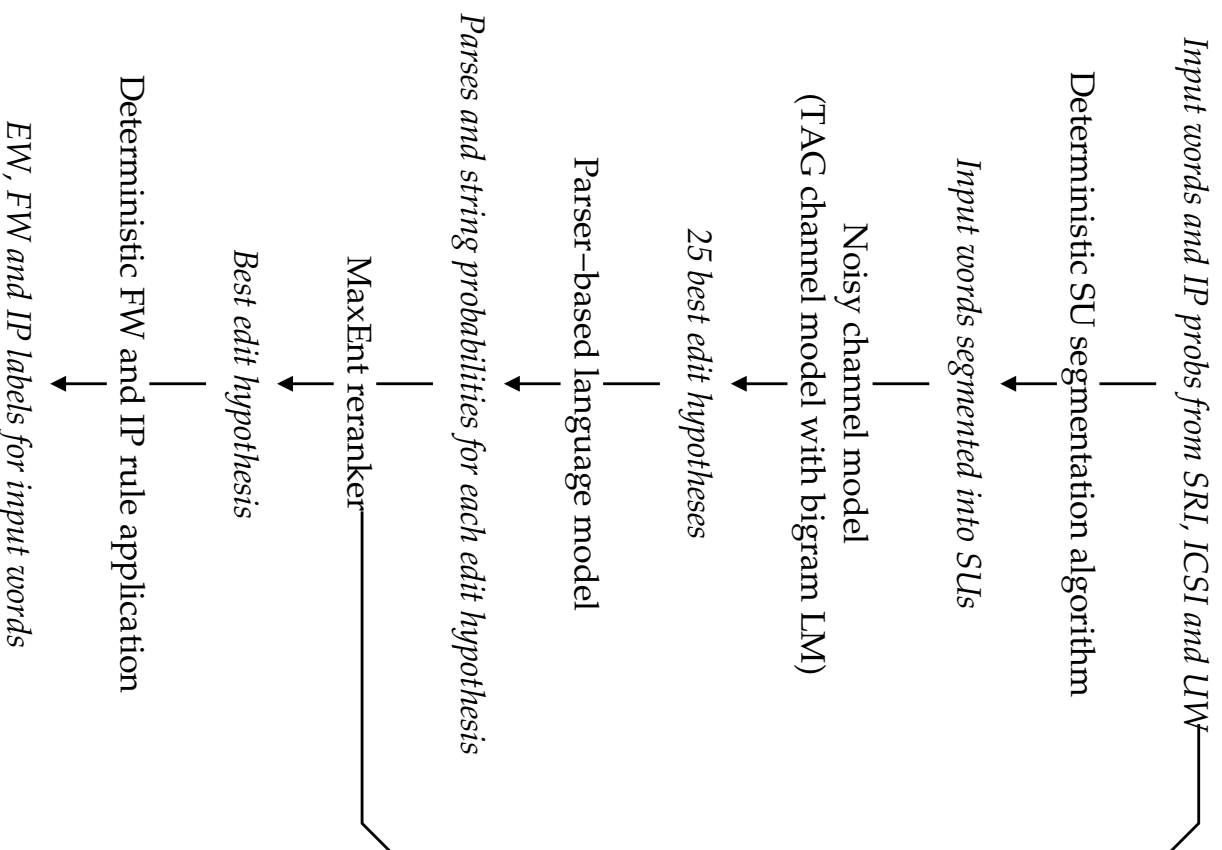 Input words and IP probs from SRI, ICSI and UW
Deterministic SU segmentation algorithm
Input words segmented into SUs
Noisy channel model
(TAG channel model with bigram LM)
25 best edit hypotheses
Parser−based language model
Parses and string probabilities for each edit hypothesis
MaxEnt reranker
Best edit hypothesis
Deterministic FW and IP rule application
EW, FW and IP labels for input words